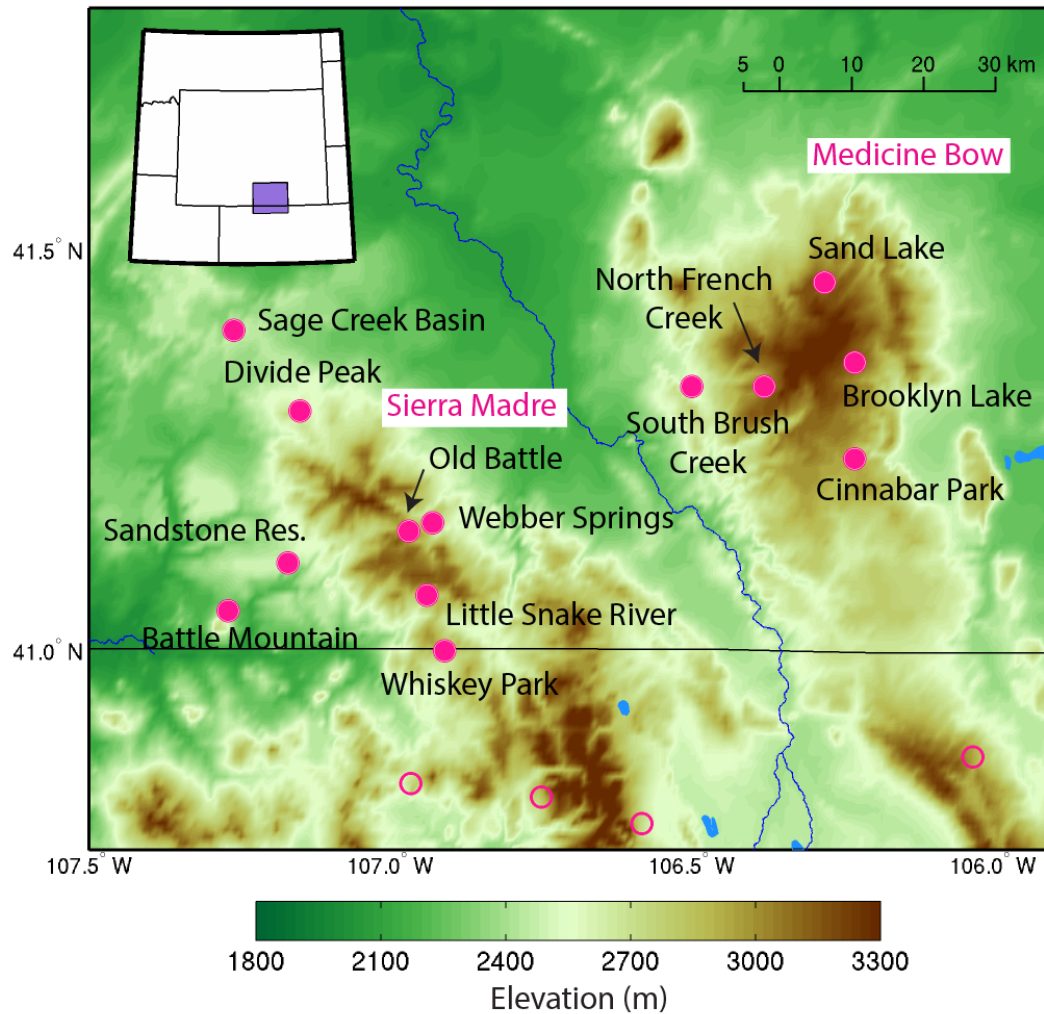 5 0 10 20 30 km
Medicine Bow
41.5° N
Sand Lake
North French
Creek
Sage Creek Basin
Divide Peak
Sierra Madre
Brooklyn Lake
South Brush
Creek
Old Battle
Cinnabar Park
Webber Springs
Sandstone Res.
Little Snake River
Battle Mountain
41.0° N
Whiskey Park
107.5° W 107.0° W 106.5° W 106.0° W
1800 2100 2400 2700 3000 3300
Elevation (m)